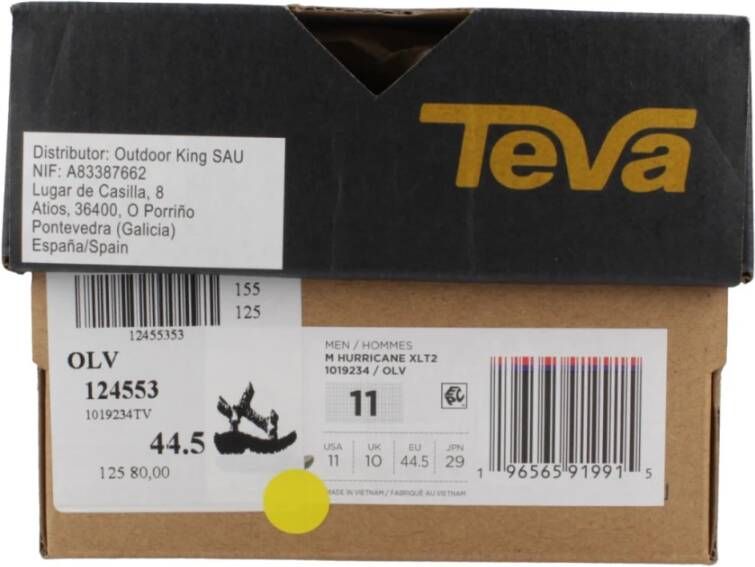 Teva
Distributor: Outdoor King SAU
NIF: A83387662
Lugar de Casilla, 8
Atios, 36400, O Porriño
Pontevedra (Galicia)
España/Spain
155
125
12455353
OLV
124553
1019234TV
44.5
125 80,00
MEN / HOMMES
M HURRICANE XLT2
1019234 / OLV
11
USA UK EU JPN
11 10 44.5 29
MADE IN VIETNAM / FABRIQUÉ AU VIETNAM
1 96565 91991 5